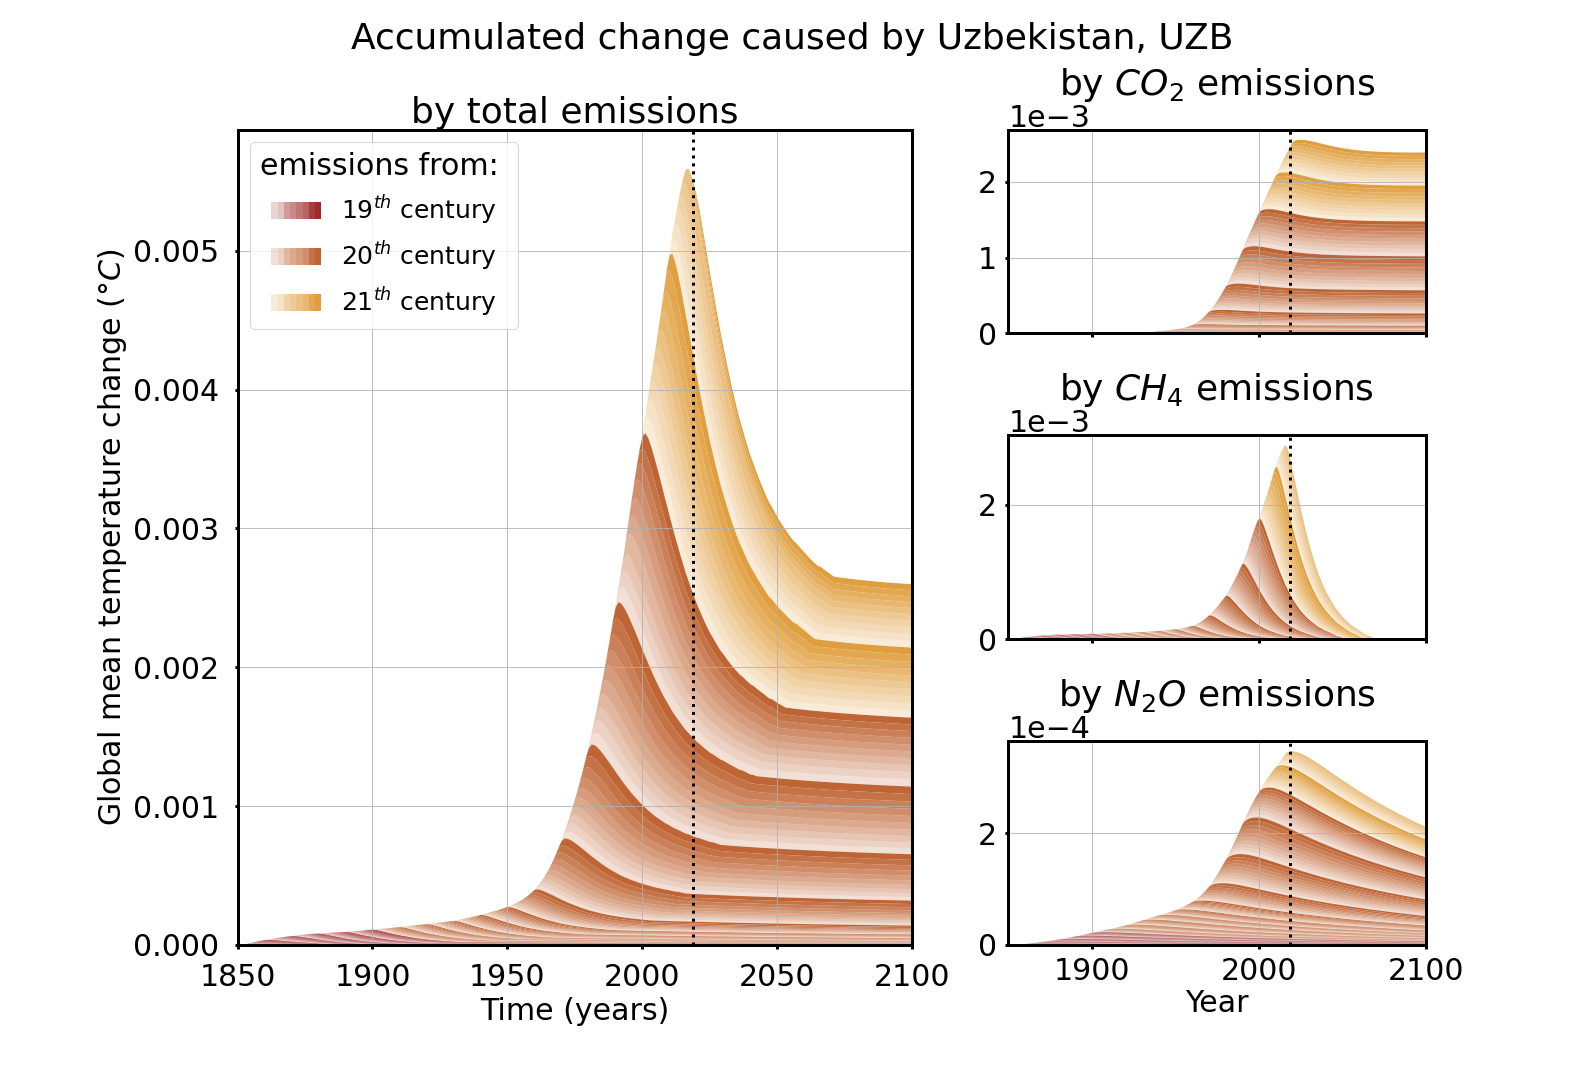 Accumulated change caused by Uzbekistan, UZB
by total emissions
emissions from:
19th century
20th century
21th century
Global mean temperature change (°C)
0.005
0.004
0.003
0.002
0.001
0.000
1850 1900 1950 2000 2050 2100
Time (years)
by CO2 emissions
1e−3
2
1
0
by CH4 emissions
1e−3
2
0
by N2O emissions
1e−4
2
0
1900 2000 2100
Year